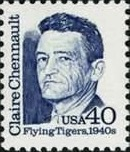 Claire Chennault
USA 40
Flying Tigers, 1940s